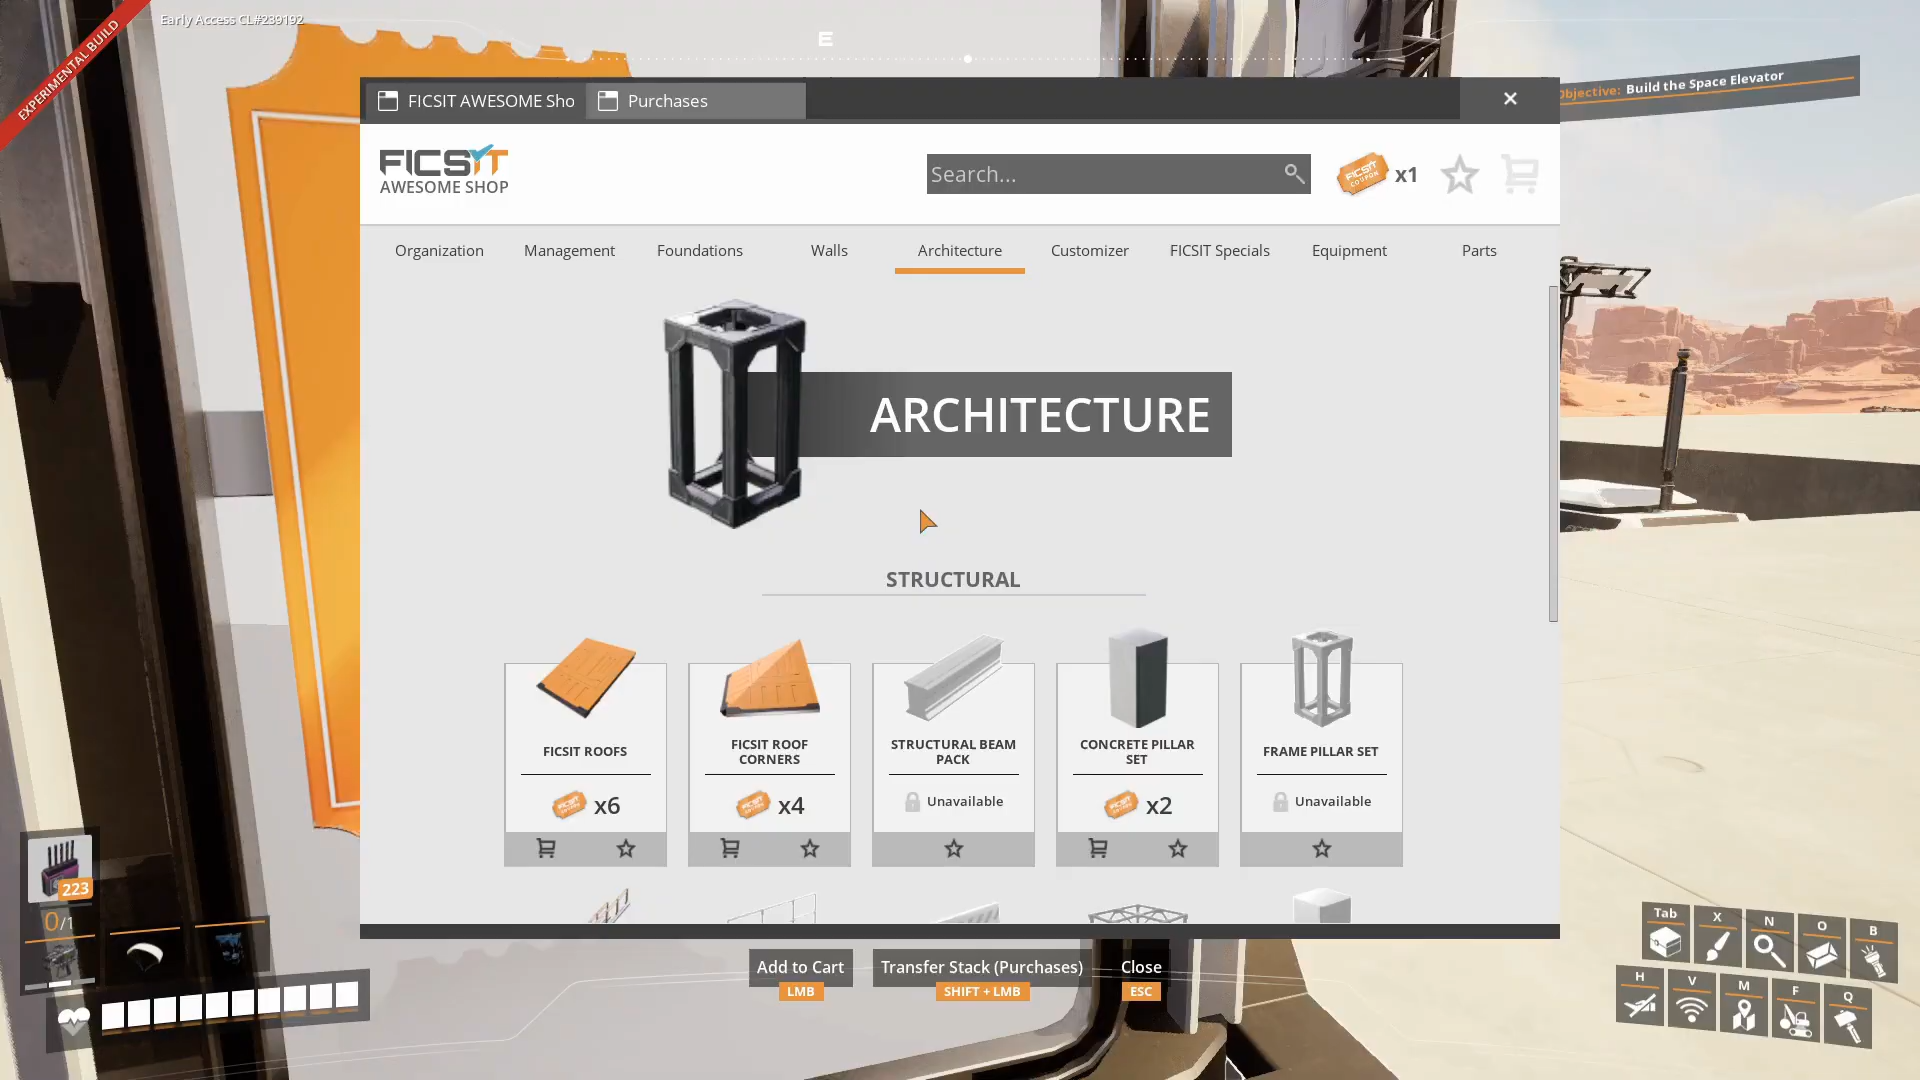 Early Access CL#239192
EXPERIMENTAL BUILD
E
Objective: Build the Space Elevator
FICSIT AWESOME Sho
Purchases
FICSIT
AWESOME SHOP
Search...
FICSIT
COUPON
x1
Organization
Management
Foundations
Walls
Architecture
Customizer
FICSIT Specials
Equipment
Parts
ARCHITECTURE
STRUCTURAL
FICSIT ROOFS
x6
FICSIT ROOF
CORNERS
x4
STRUCTURAL BEAM
PACK
Unavailable
CONCRETE PILLAR
SET
x2
FRAME PILLAR SET
Unavailable
223
0/1
Add to Cart
LMB
Transfer Stack (Purchases)
SHIFT + LMB
Close
ESC
Tab
X
N
O
B
H
V
M
F
Q